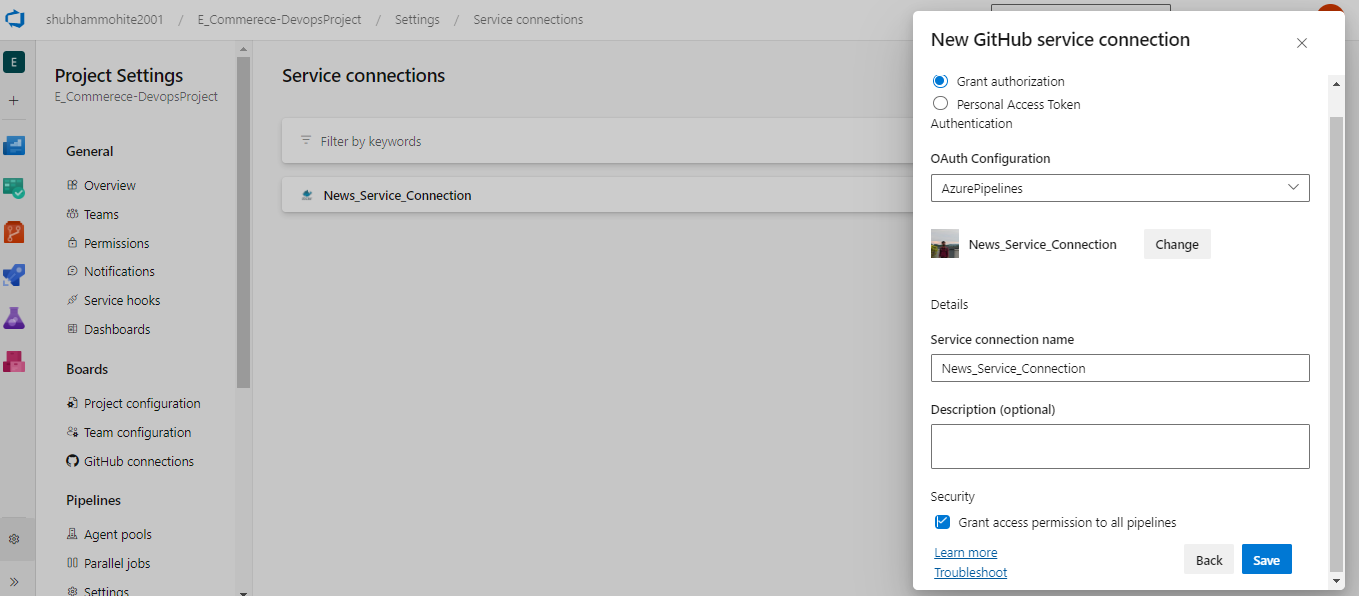 shubhammohite2001 / E_Commerece-DevopsProject / Settings / Service connections
E
Project Settings
E_Commerece-DevopsProject
General
Overview
Teams
Permissions
Notifications
Service hooks
Dashboards
Boards
Project configuration
Team configuration
GitHub connections
Pipelines
Agent pools
Parallel jobs
Settings
Service connections
Filter by keywords
News_Service_Connection
New GitHub service connection
Grant authorization
Personal Access Token
Authentication
OAuth Configuration
AzurePipelines
News_Service_Connection
Change
Details
Service connection name
News_Service_Connection
Description (optional)
Security
Grant access permission to all pipelines
Learn more
Troubleshoot
Back
Save